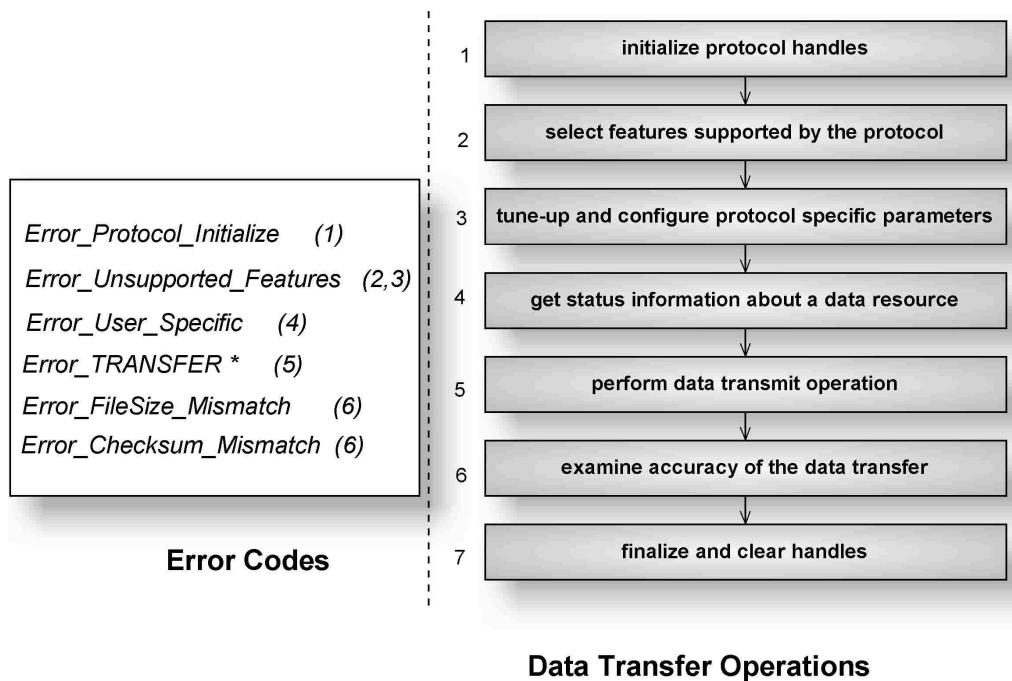 Error_Protocol_Initialize (1)
Error_Unsupported_Features (2,3)
Error_User_Specific (4)
Error_TRANSFER * (5)
Error_FileSize_Mismatch (6)
Error_Checksum_Mismatch (6)
Error Codes
1 initialize protocol handles
2 select features supported by the protocol
3 tune-up and configure protocol specific parameters
4 get status information about a data resource
5 perform data transmit operation
6 examine accuracy of the data transfer
7 finalize and clear handles
Data Transfer Operations